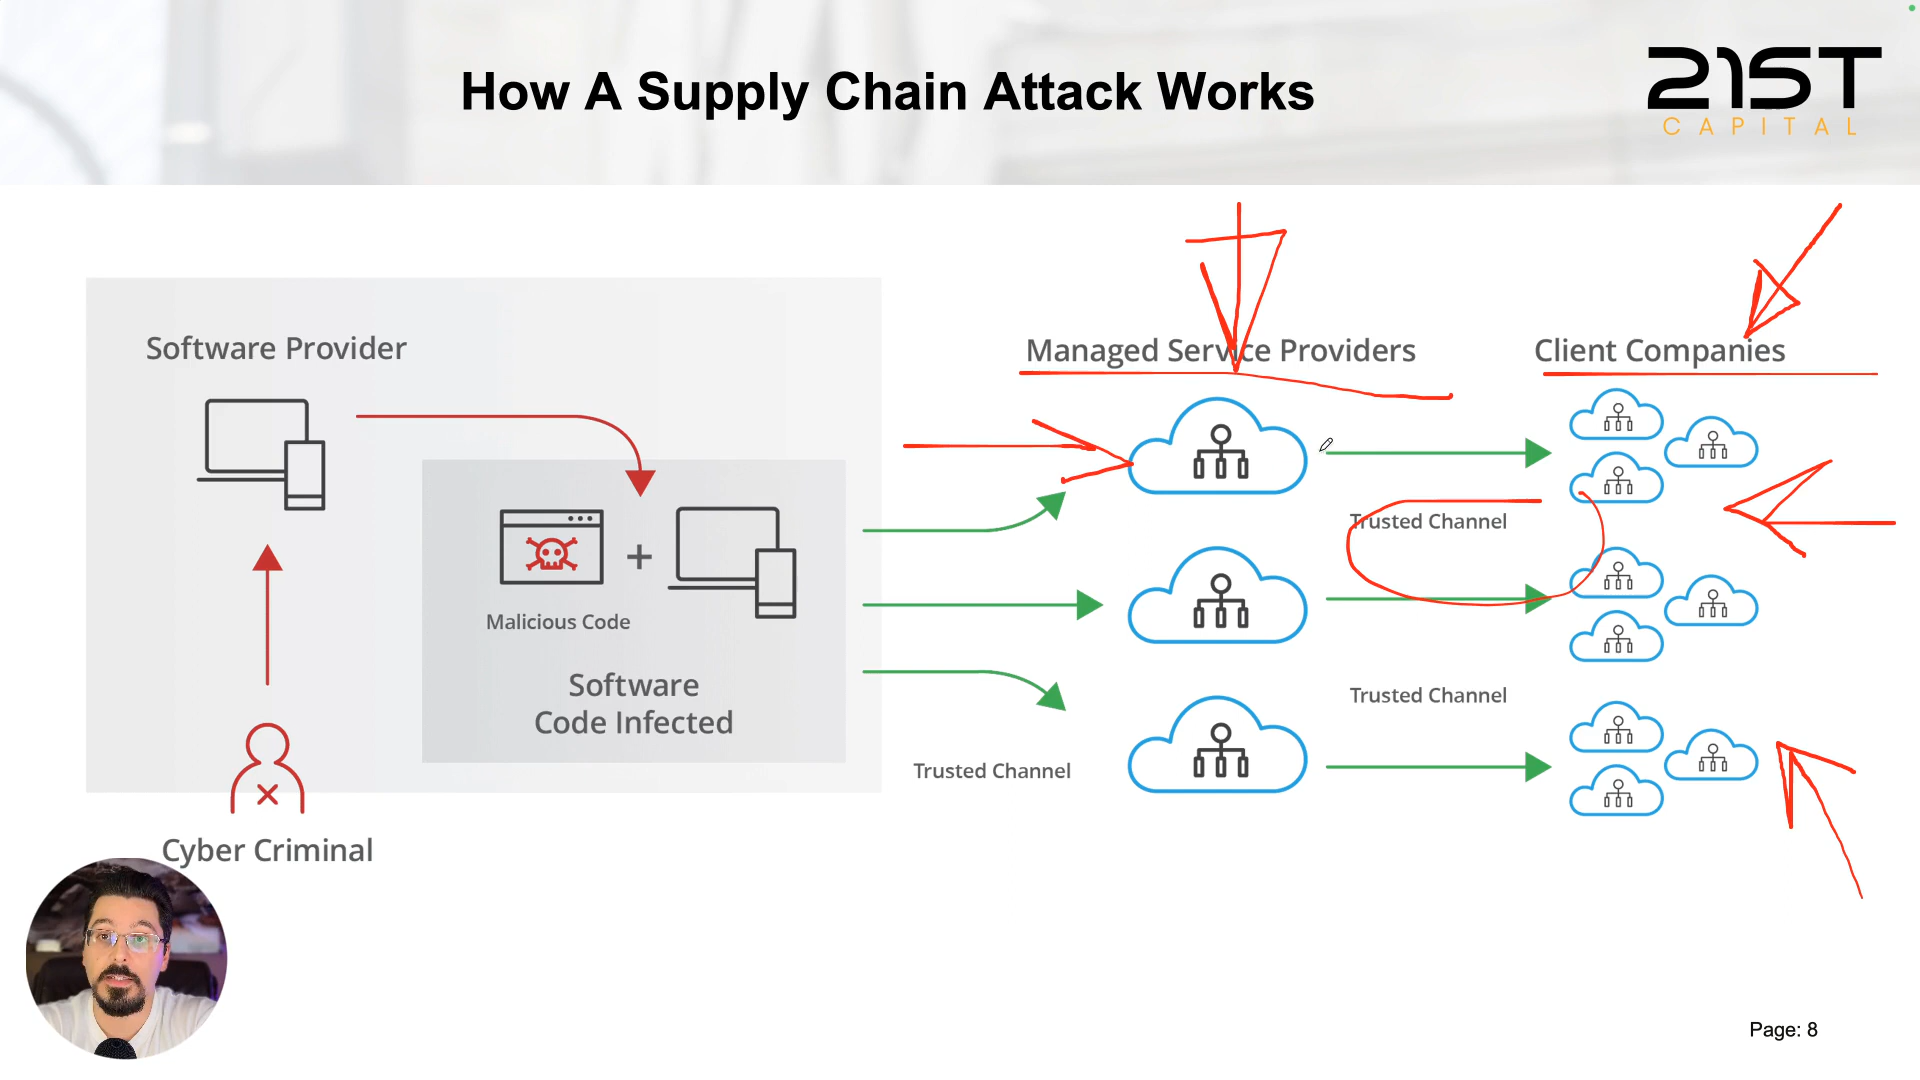 How A Supply Chain Attack Works
21ST
CAPITAL
Software Provider
Managed Service Providers
Client Companies
Trusted Channel
Malicious Code
+
Software
Code Infected
Trusted Channel
Trusted Channel
Cyber Criminal
Page: 8